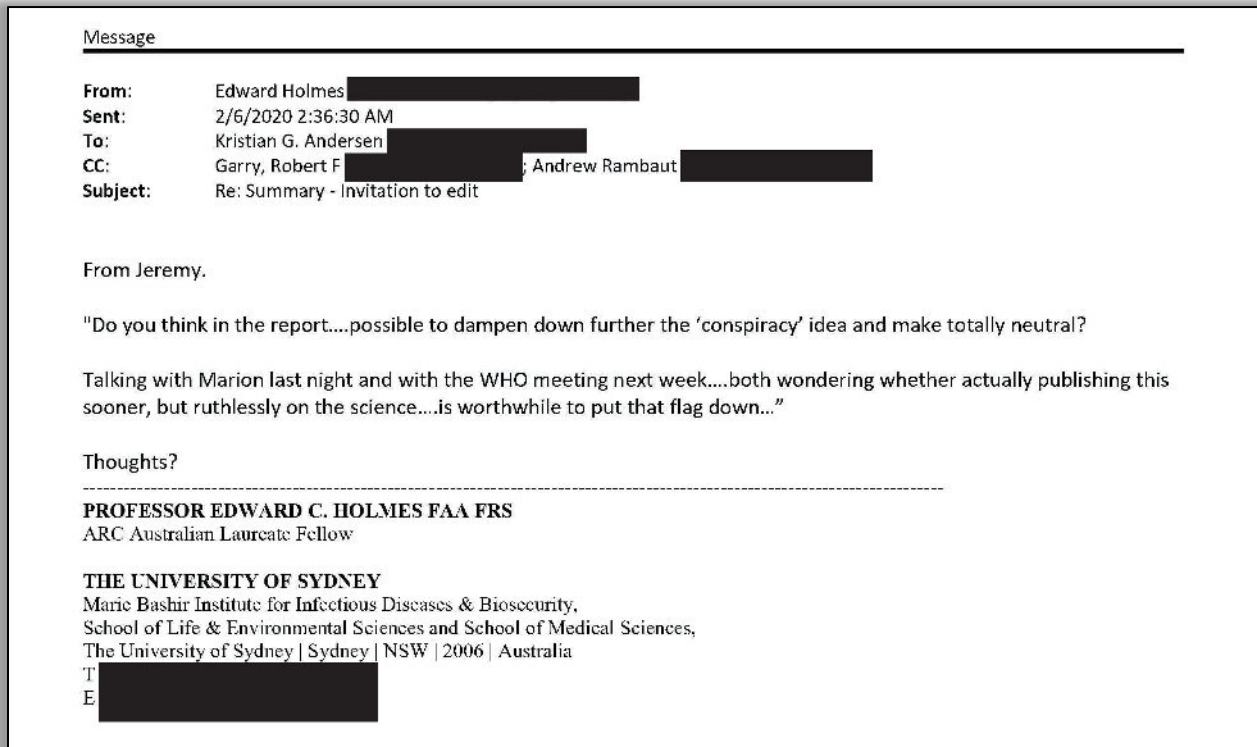 Message
From: Edward Holmes
Sent: 2/6/2020 2:36:30 AM
To: Kristian G. Andersen
CC: Garry, Robert F ; Andrew Rambaut
Subject: Re: Summary - Invitation to edit
From Jeremy.
"Do you think in the report....possible to dampen down further the ‘conspiracy’ idea and make totally neutral?
Talking with Marion last night and with the WHO meeting next week....both wondering whether actually publishing this
sooner, but ruthlessly on the science....is worthwhile to put that flag down...”
Thoughts?
--------------------------------------------------------------------------------------------------------------------------
PROFESSOR EDWARD C. HOLMES FAA FRS
ARC Australian Laureate Fellow
THE UNIVERSITY OF SYDNEY
Marie Bashir Institute for Infectious Diseases & Biosecurity,
School of Life & Environmental Sciences and School of Medical Sciences,
The University of Sydney | Sydney | NSW | 2006 | Australia
T
E